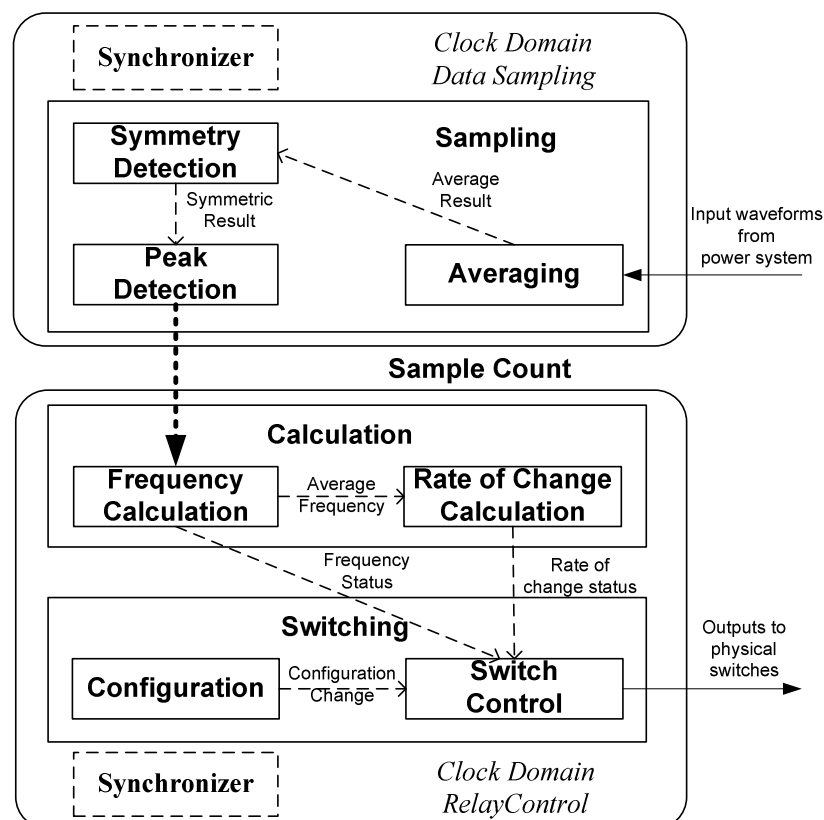 Synchronizer
Clock Domain
Data Sampling
Symmetry
Detection
Sampling
Average
Result
Symmetric
Result
Input waveforms
from
power system
Peak
Detection
Averaging
Sample Count
Calculation
Frequency
Calculation
Average
Frequency
Rate of Change
Calculation
Frequency
Status
Rate of
change status
Switching
Outputs to
physical
switches
Configuration
Configuration
Change
Switch
Control
Synchronizer
Clock Domain
RelayControl